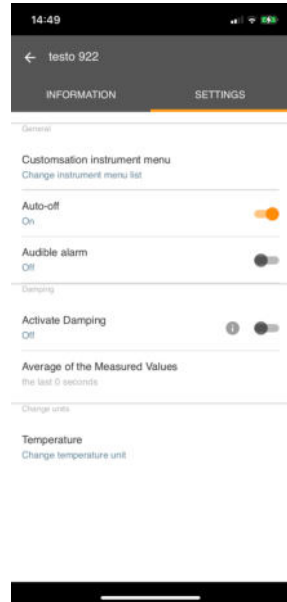 14:49
testo 922
INFORMATION SETTINGS
General
Customsation instrument menu
Change instrument menu list
Auto-off
On
Audible alarm
Off
Damping
Activate Damping
Off
Average of the Measured Values
the last 0 seconds
Change units
Temperature
Change temperature unit